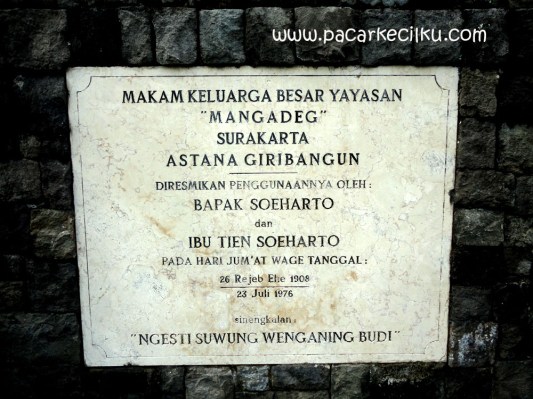 www.pacarkecilku.com
MAKAM KELUARGA BESAR YAYASAN
"MANGADEG"
SURAKARTA
ASTANA GIRIBANGUN
DIRESMIKAN PENGGUNAANNYA OLEH:
BAPAK SOEHARTO
dan
IBU TIEN SOEHARTO
PADA HARI JUM'AT WAGE TANGGAL:
26 Rejeb Ehe 1908
23 Juli 1976
sinengkalan:
"NGESTI SUWUNG WENGANING BUDI"